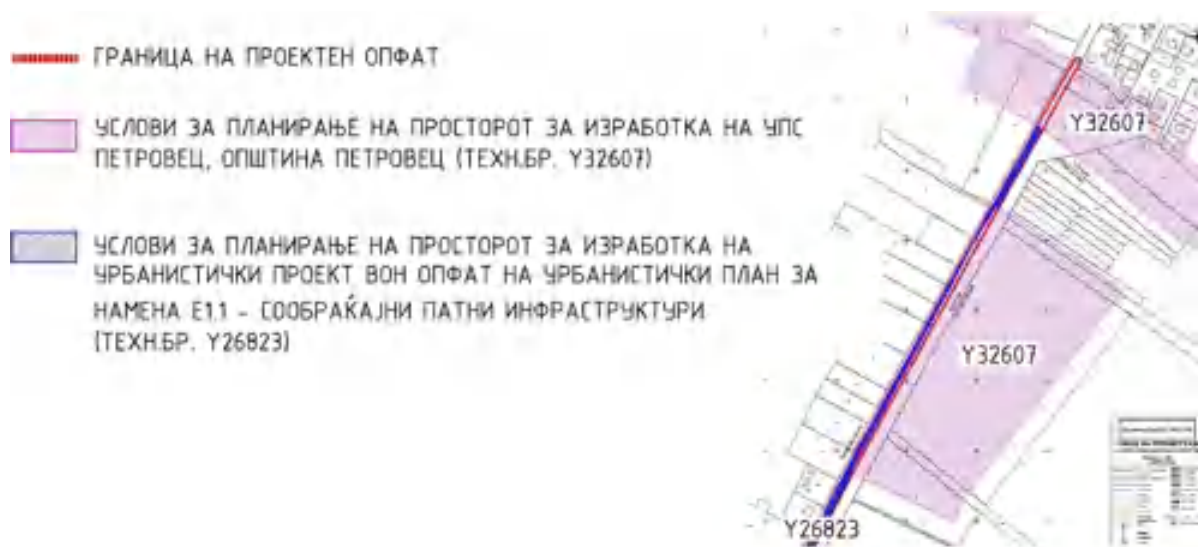 ГРАНИЦА НА ПРОЕКТЕН ОПФАТ
УСЛОВИ ЗА ПЛАНИРАЊЕ НА ПРОСТОРОТ ЗА ИЗРАБОТКА НА УПС
ПЕТРОВЕЦ, ОПШТИНА ПЕТРОВЕЦ (ТЕХН.БР. Y32607)
УСЛОВИ ЗА ПЛАНИРАЊЕ НА ПРОСТОРОТ ЗА ИЗРАБОТКА НА
УРБАНИСТИЧКИ ПРОЕКТ ВОН ОПФАТ НА УРБАНИСТИЧКИ ПЛАН ЗА
НАМЕНА Е1.1 - СООБРАЌАЈНИ ПАТНИ ИНФРАСТРУКТУРИ
(ТЕХН.БР. Y26823)
Y32607
Y32607
Y26823